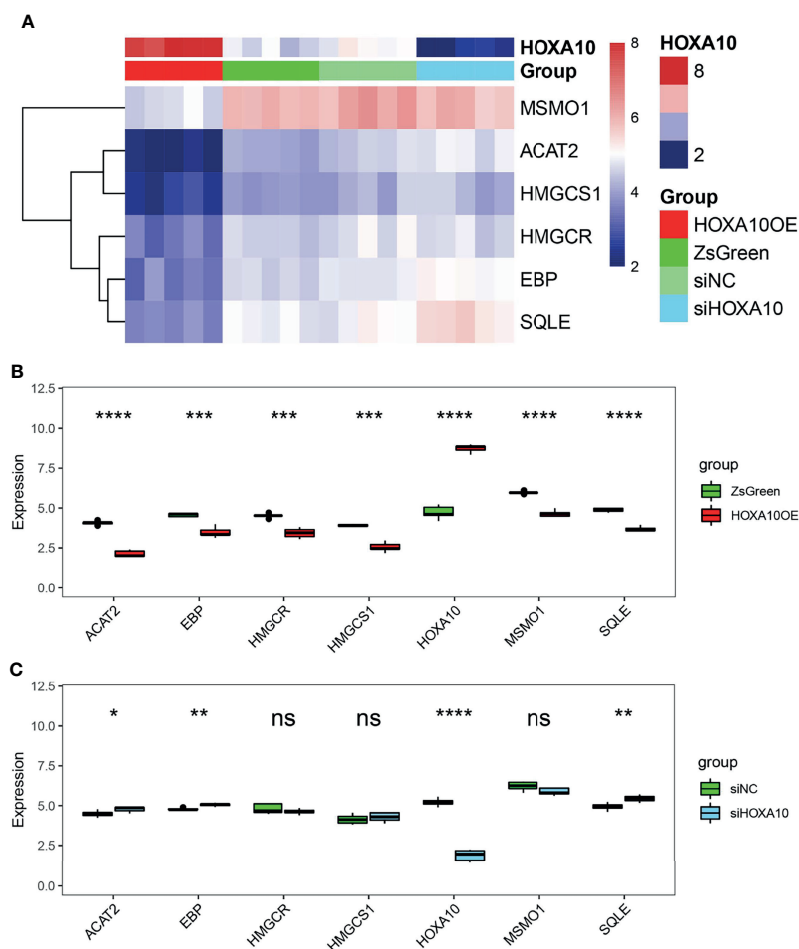 A
HOXA10
Group
MSMO1
ACAT2
HMGCS1
HMGCR
EBP
SQLE
8
6
4
2
HOXA10
8
2
Group
HOXA10OE
ZsGreen
siNC
siHOXA10
B
Expression
12.5
10.0
7.5
5.0
2.5
0.0
**** *** *** *** **** **** ****
ACAT2 EBP HMGCR HMGCS1 HOXA10 MSMO1 SQLE
group
ZsGreen
HOXA10OE
C
Expression
12.5
10.0
7.5
5.0
2.5
0.0
* ** ns ns **** ns **
ACAT2 EBP HMGCR HMGCS1 HOXA10 MSMO1 SQLE
group
siNC
siHOXA10